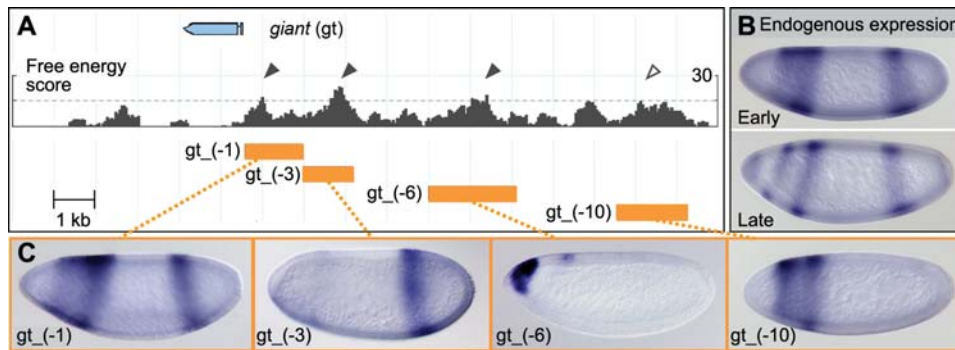 A
giant (gt)
Free energy
score
30
gt_(-1)
gt_(-3)
gt_(-6)
gt_(-10)
1 kb
B Endogenous expression
Early
Late
C
gt_(-1)
gt_(-3)
gt_(-6)
gt_(-10)